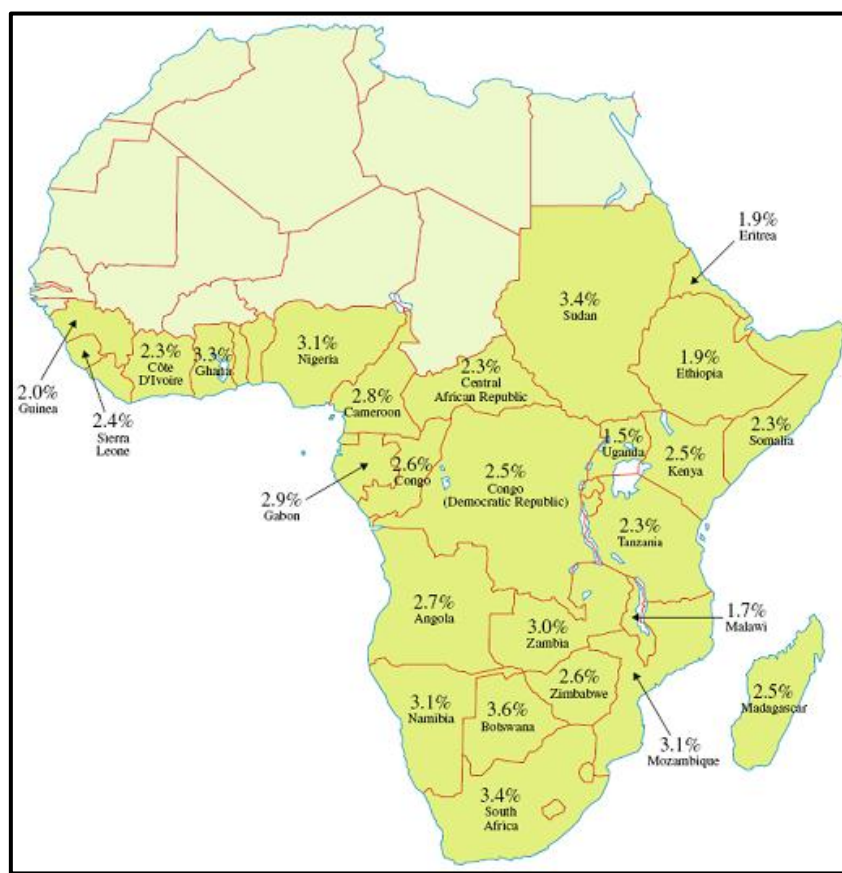 1.9%
Eritrea
3.4%
Sudan
3.1%
Nigeria
2.3%
Côte
D'Ivoire
3.3%
Ghana
2.3%
Central
African Republic
1.9%
Ethiopia
2.0%
Guinea
2.4%
Sierra
Leone
2.8%
Cameroon
1.5%
Uganda
2.5%
Kenya
2.3%
Somalia
2.9%
Gabon
2.6%
Congo
2.5%
Congo
(Democratic Republic)
2.3%
Tanzania
2.7%
Angola
3.0%
Zambia
1.7%
Malawi
2.6%
Zimbabwe
3.1%
Namibia
3.6%
Botswana
2.5%
Madagascar
3.1%
Mozambique
3.4%
South
Africa